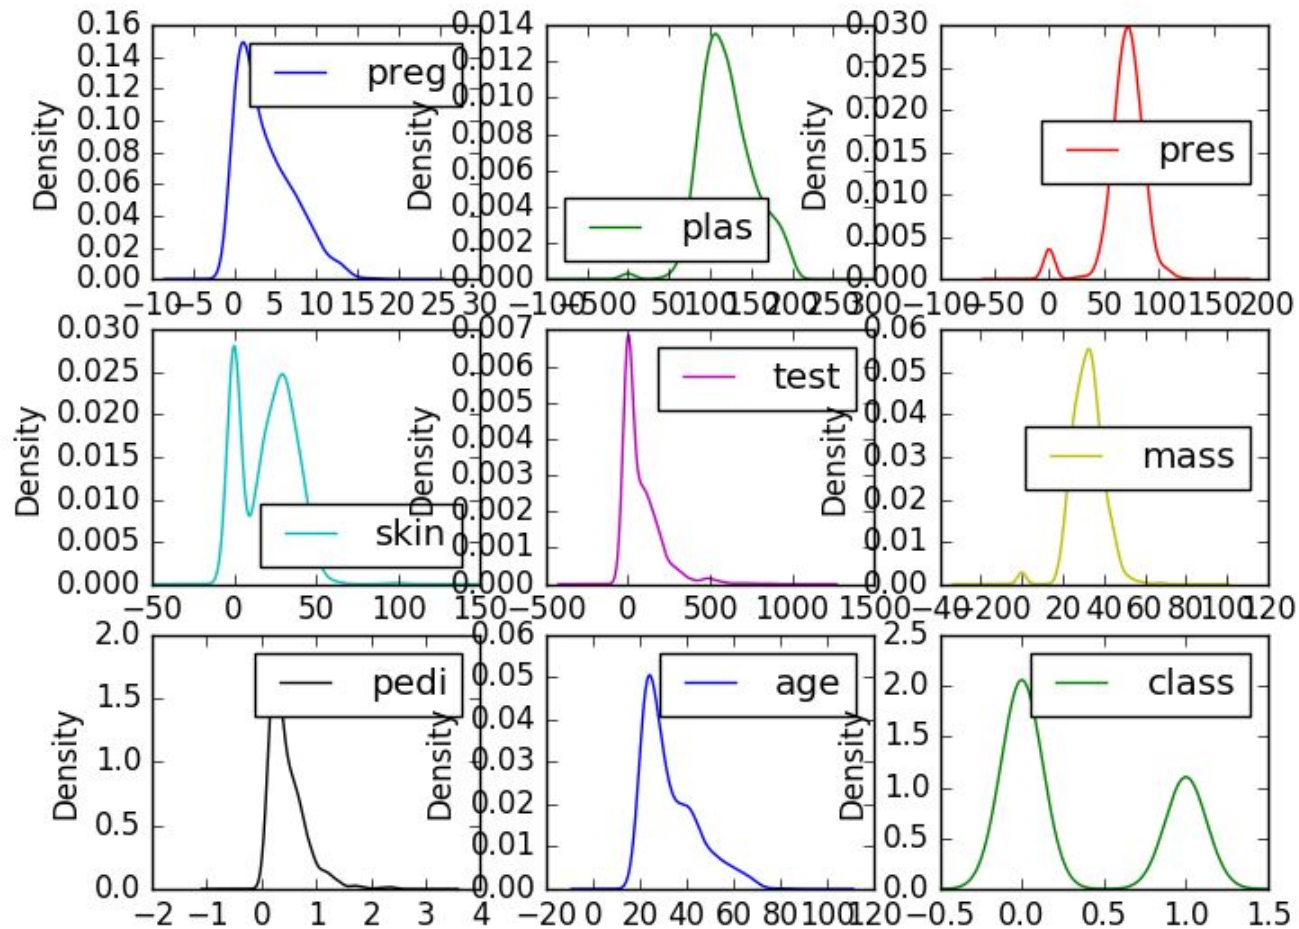 0.16
0.14
0.12
0.10
0.08
0.06
0.04
0.02
0.00
Density
preg
−10 −5 0 5 10 15 20 25 30
0.014
0.012
0.010
0.008
0.006
0.004
0.002
0.000
Density
plas
−100 −50 0 50 100 150 200 250 300
0.030
0.025
0.020
0.015
0.010
0.005
0.000
Density
pres
−100 −50 0 50 100 150 200
0.030
0.025
0.020
0.015
0.010
0.005
0.000
Density
skin
−50 0 50 100 150
0.007
0.006
0.005
0.004
0.003
0.002
0.001
0.000
Density
test
−500 0 500 1000 1500
0.06
0.05
0.04
0.03
0.02
0.01
0.00
Density
mass
−40 −20 0 20 40 60 80 100 120
2.0
1.5
1.0
0.5
0.0
Density
pedi
−2 −1 0 1 2 3 4
0.06
0.05
0.04
0.03
0.02
0.01
0.00
Density
age
−20 0 20 40 60 80 100 120
2.5
2.0
1.5
1.0
0.5
0.0
Density
class
−0.5 0.0 0.5 1.0 1.5